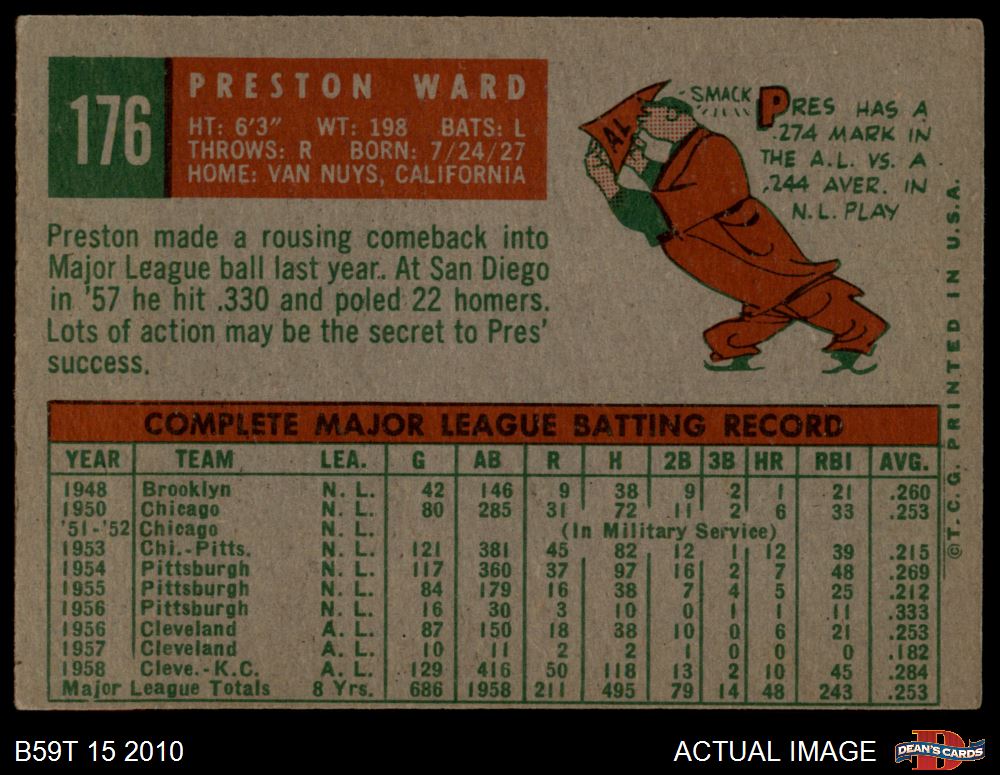 176
PRESTON WARD
HT: 6'3" WT: 198 BATS: L
THROWS: R BORN: 7/24/27
HOME: VAN NUYS, CALIFORNIA
Preston made a rousing comeback into
Major League ball last year. At San Diego
in '57 he hit .330 and poled 22 homers.
Lots of action may be the secret to Pres'
success.
AL
SMACK
PRES HAS A
.274 MARK IN
THE A.L. VS. A
.244 AVER. IN
N.L. PLAY
©T.C.G. PRINTED IN U.S.A.
COMPLETE MAJOR LEAGUE BATTING RECORD
YEAR TEAM LEA. G AB R H 2B 3B HR RBI AVG.
1948 Brooklyn N. L. 42 146 9 38 9 2 1 21 .260
1950 Chicago N. L. 80 285 31 72 11 2 6 33 .253
'51-'52 Chicago N. L. (In Military Service)
1953 Chi.-Pitts. N. L. 121 381 45 82 12 1 12 39 .215
1954 Pittsburgh N. L. 117 360 37 97 16 2 7 48 .269
1955 Pittsburgh N. L. 84 179 16 38 7 4 5 25 .212
1956 Pittsburgh N. L. 16 30 3 10 0 1 1 11 .333
1956 Cleveland A. L. 87 150 18 38 10 0 6 21 .253
1957 Cleveland A. L. 10 11 2 2 1 0 0 0 .182
1958 Cleve.-K.C. A. L. 129 416 50 118 13 2 10 45 .284
Major League Totals 8 Yrs. 686 1958 211 495 79 14 48 243 .253
B59T 15 2010
ACTUAL IMAGE
D
DEAN'S CARDS